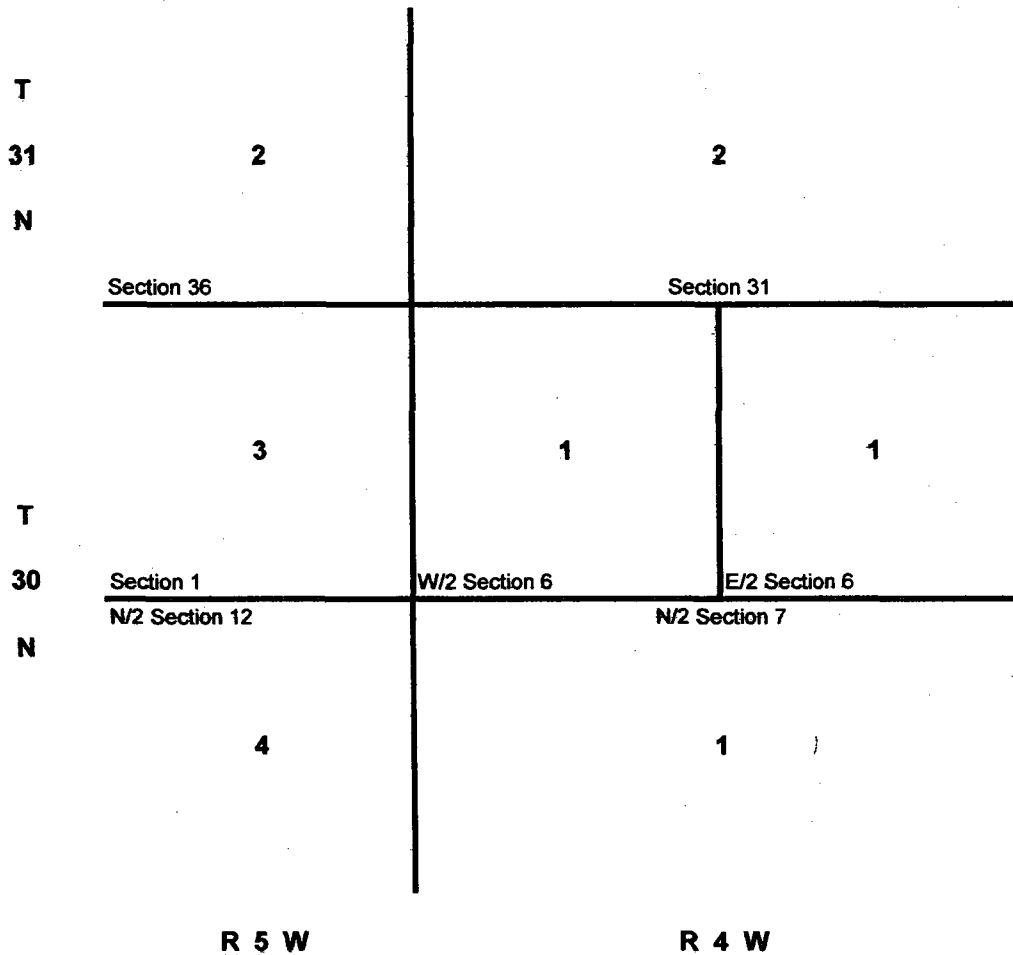 T
31 2 2
N
Section 36 Section 31
3 1 1
T
30 Section 1 W/2 Section 6 E/2 Section 6
N/2 Section 12 N/2 Section 7
N
4 1
R 5 W R 4 W